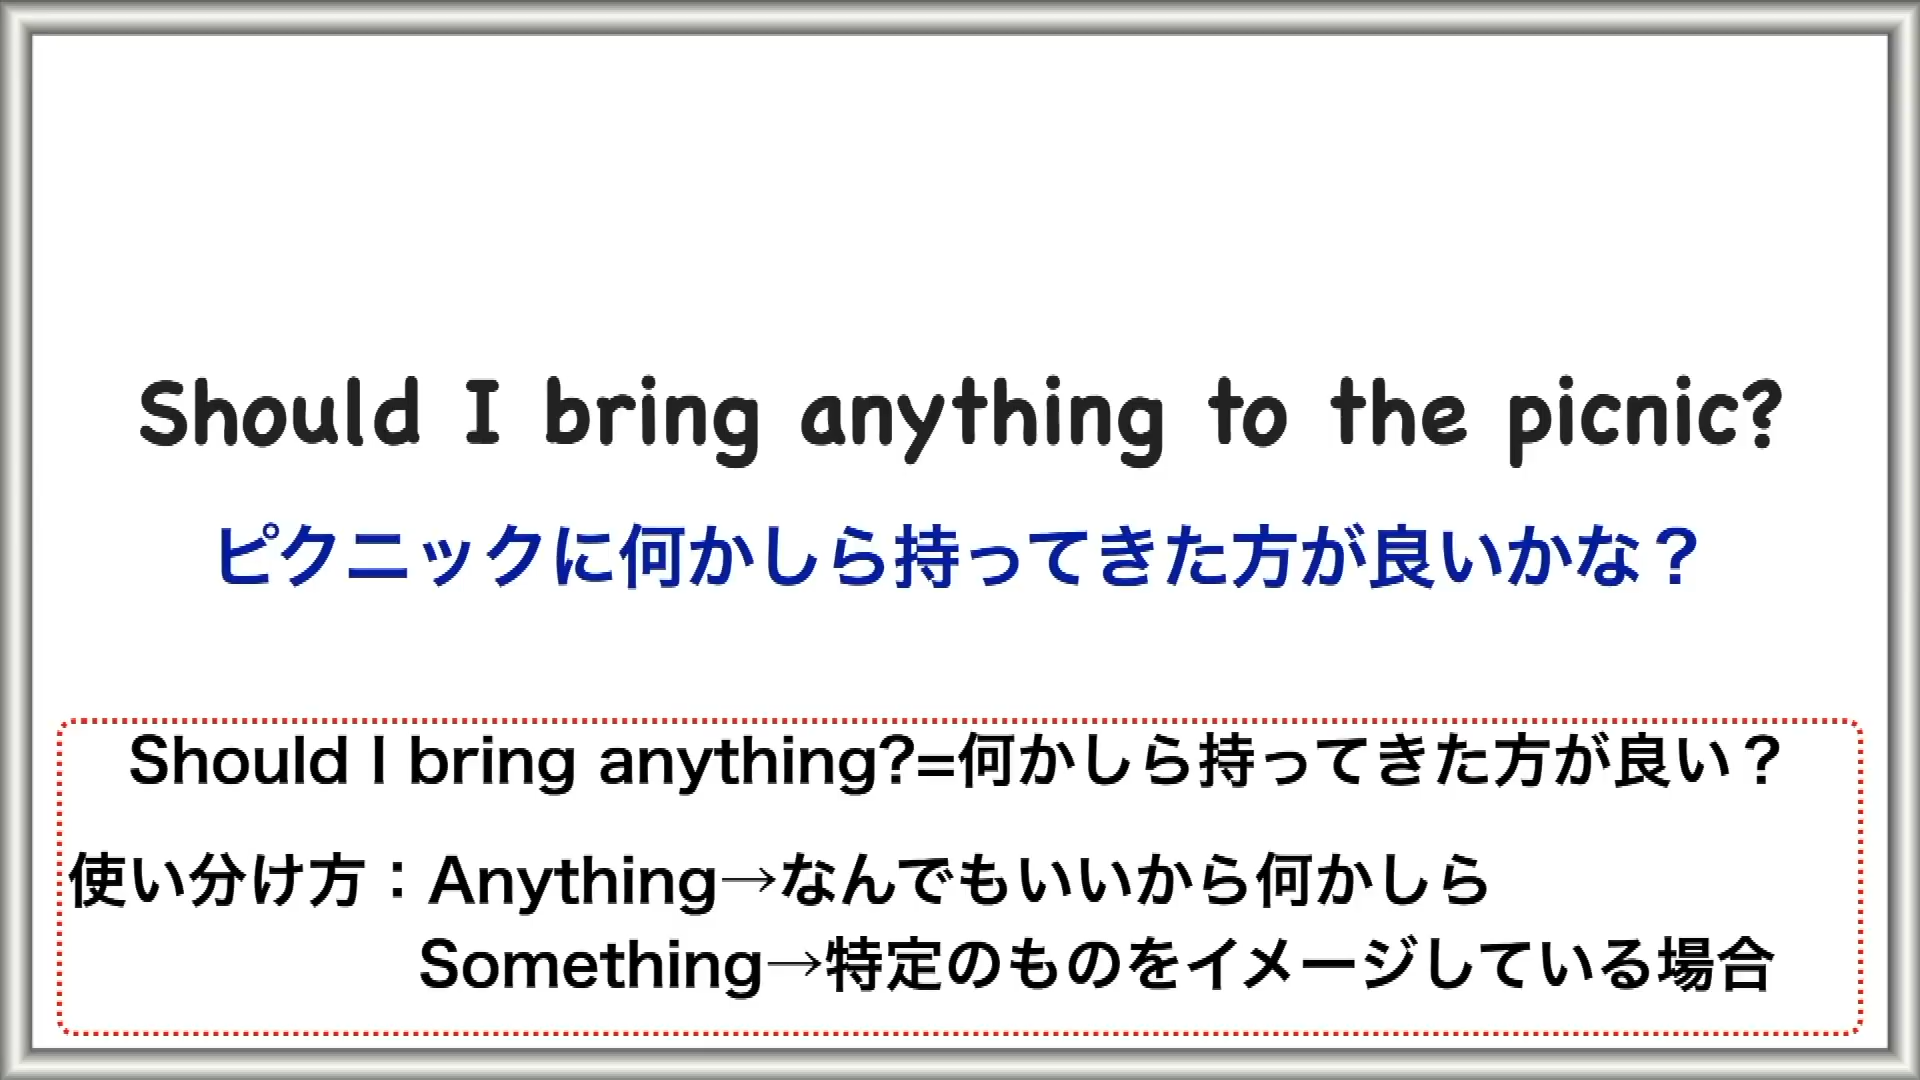 Should I bring anything to the picnic?
ピクニックに何かしら持ってきた方が良いかな？
Should I bring anything?=何かしら持ってきた方が良い？
使い分け方：Anything→なんでもいいから何かしら
Something→特定のものをイメージしている場合